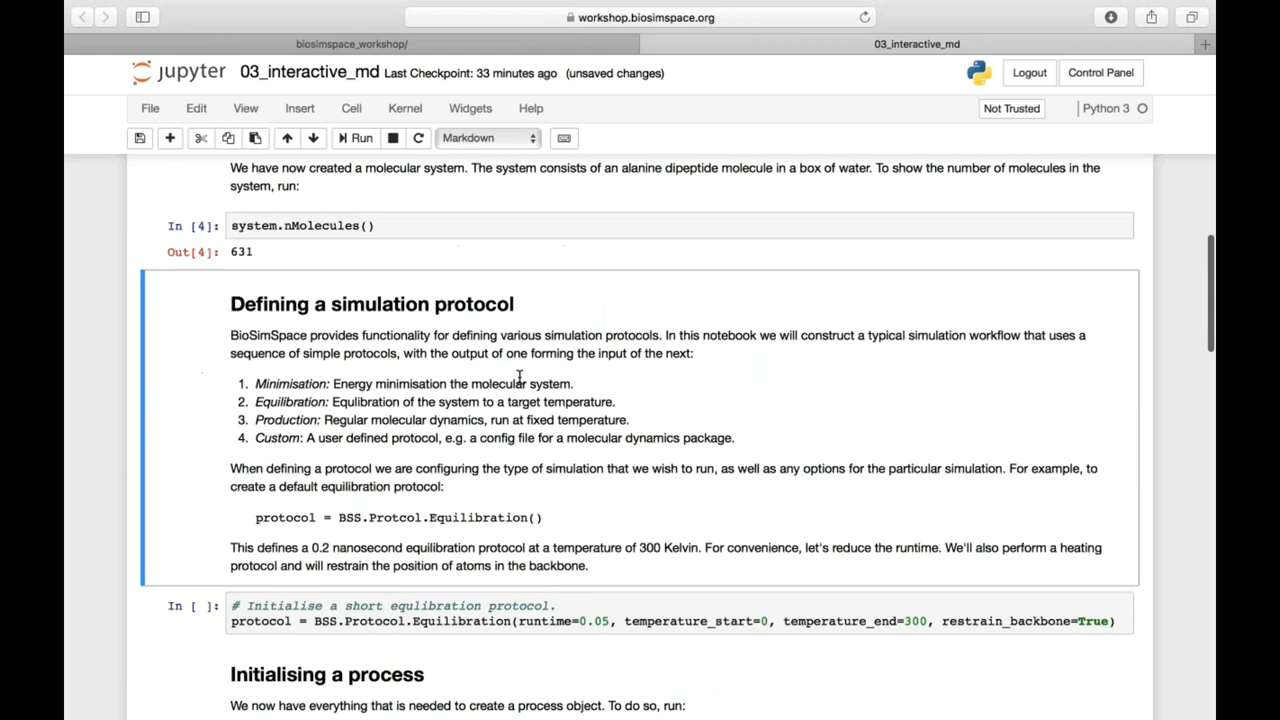 workshop.biosimspace.org
biosimspace_workshop/
03_interactive_md
jupyter 03_interactive_md Last Checkpoint: 33 minutes ago (unsaved changes)
Logout
Control Panel
File Edit View Insert Cell Kernel Widgets Help
Not Trusted
Python 3
Run
Markdown
We have now created a molecular system. The system consists of an alanine dipeptide molecule in a box of water. To show the number of molecules in the
system, run:
In [4]: system.nMolecules()
Out[4]: 631
Defining a simulation protocol
BioSimSpace provides functionality for defining various simulation protocols. In this notebook we will construct a typical simulation workflow that uses a
sequence of simple protocols, with the output of one forming the input of the next:
1. Minimisation: Energy minimisation the molecular system.
2. Equilibration: Equlibration of the system to a target temperature.
3. Production: Regular molecular dynamics, run at fixed temperature.
4. Custom: A user defined protocol, e.g. a config file for a molecular dynamics package.
When defining a protocol we are configuring the type of simulation that we wish to run, as well as any options for the particular simulation. For example, to
create a default equilibration protocol:
protocol = BSS.Protcol.Equilibration()
This defines a 0.2 nanosecond equilibration protocol at a temperature of 300 Kelvin. For convenience, let's reduce the runtime. We'll also perform a heating
protocol and will restrain the position of atoms in the backbone.
In [ ]: # Initialise a short equlibration protocol.
protocol = BSS.Protocol.Equilibration(runtime=0.05, temperature_start=0, temperature_end=300, restrain_backbone=True)
Initialising a process
We now have everything that is needed to create a process object. To do so, run: